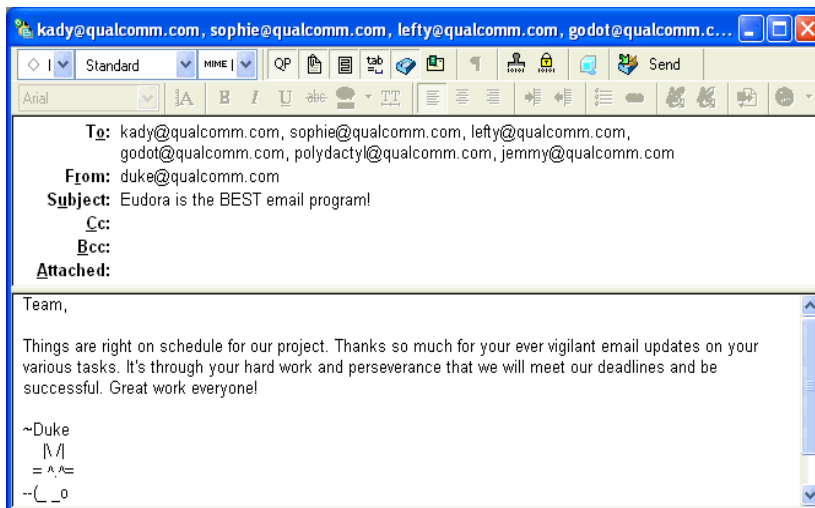 kady@qualcomm.com, sophie@qualcomm.com, lefty@qualcomm.com, godot@qualcomm.c...
Standard MIME QP tab Send
Arial A B I U abc TT
To: kady@qualcomm.com, sophie@qualcomm.com, lefty@qualcomm.com,
godot@qualcomm.com, polydactyl@qualcomm.com, jemmy@qualcomm.com
From: duke@qualcomm.com
Subject: Eudora is the BEST email program!
Cc:
Bcc:
Attached:
Team,
Things are right on schedule for our project. Thanks so much for your ever vigilant email updates on your
various tasks. It's through your hard work and perseverance that we will meet our deadlines and be
successful. Great work everyone!
~Duke
|\ /|
= ^.^=
--(_ _o